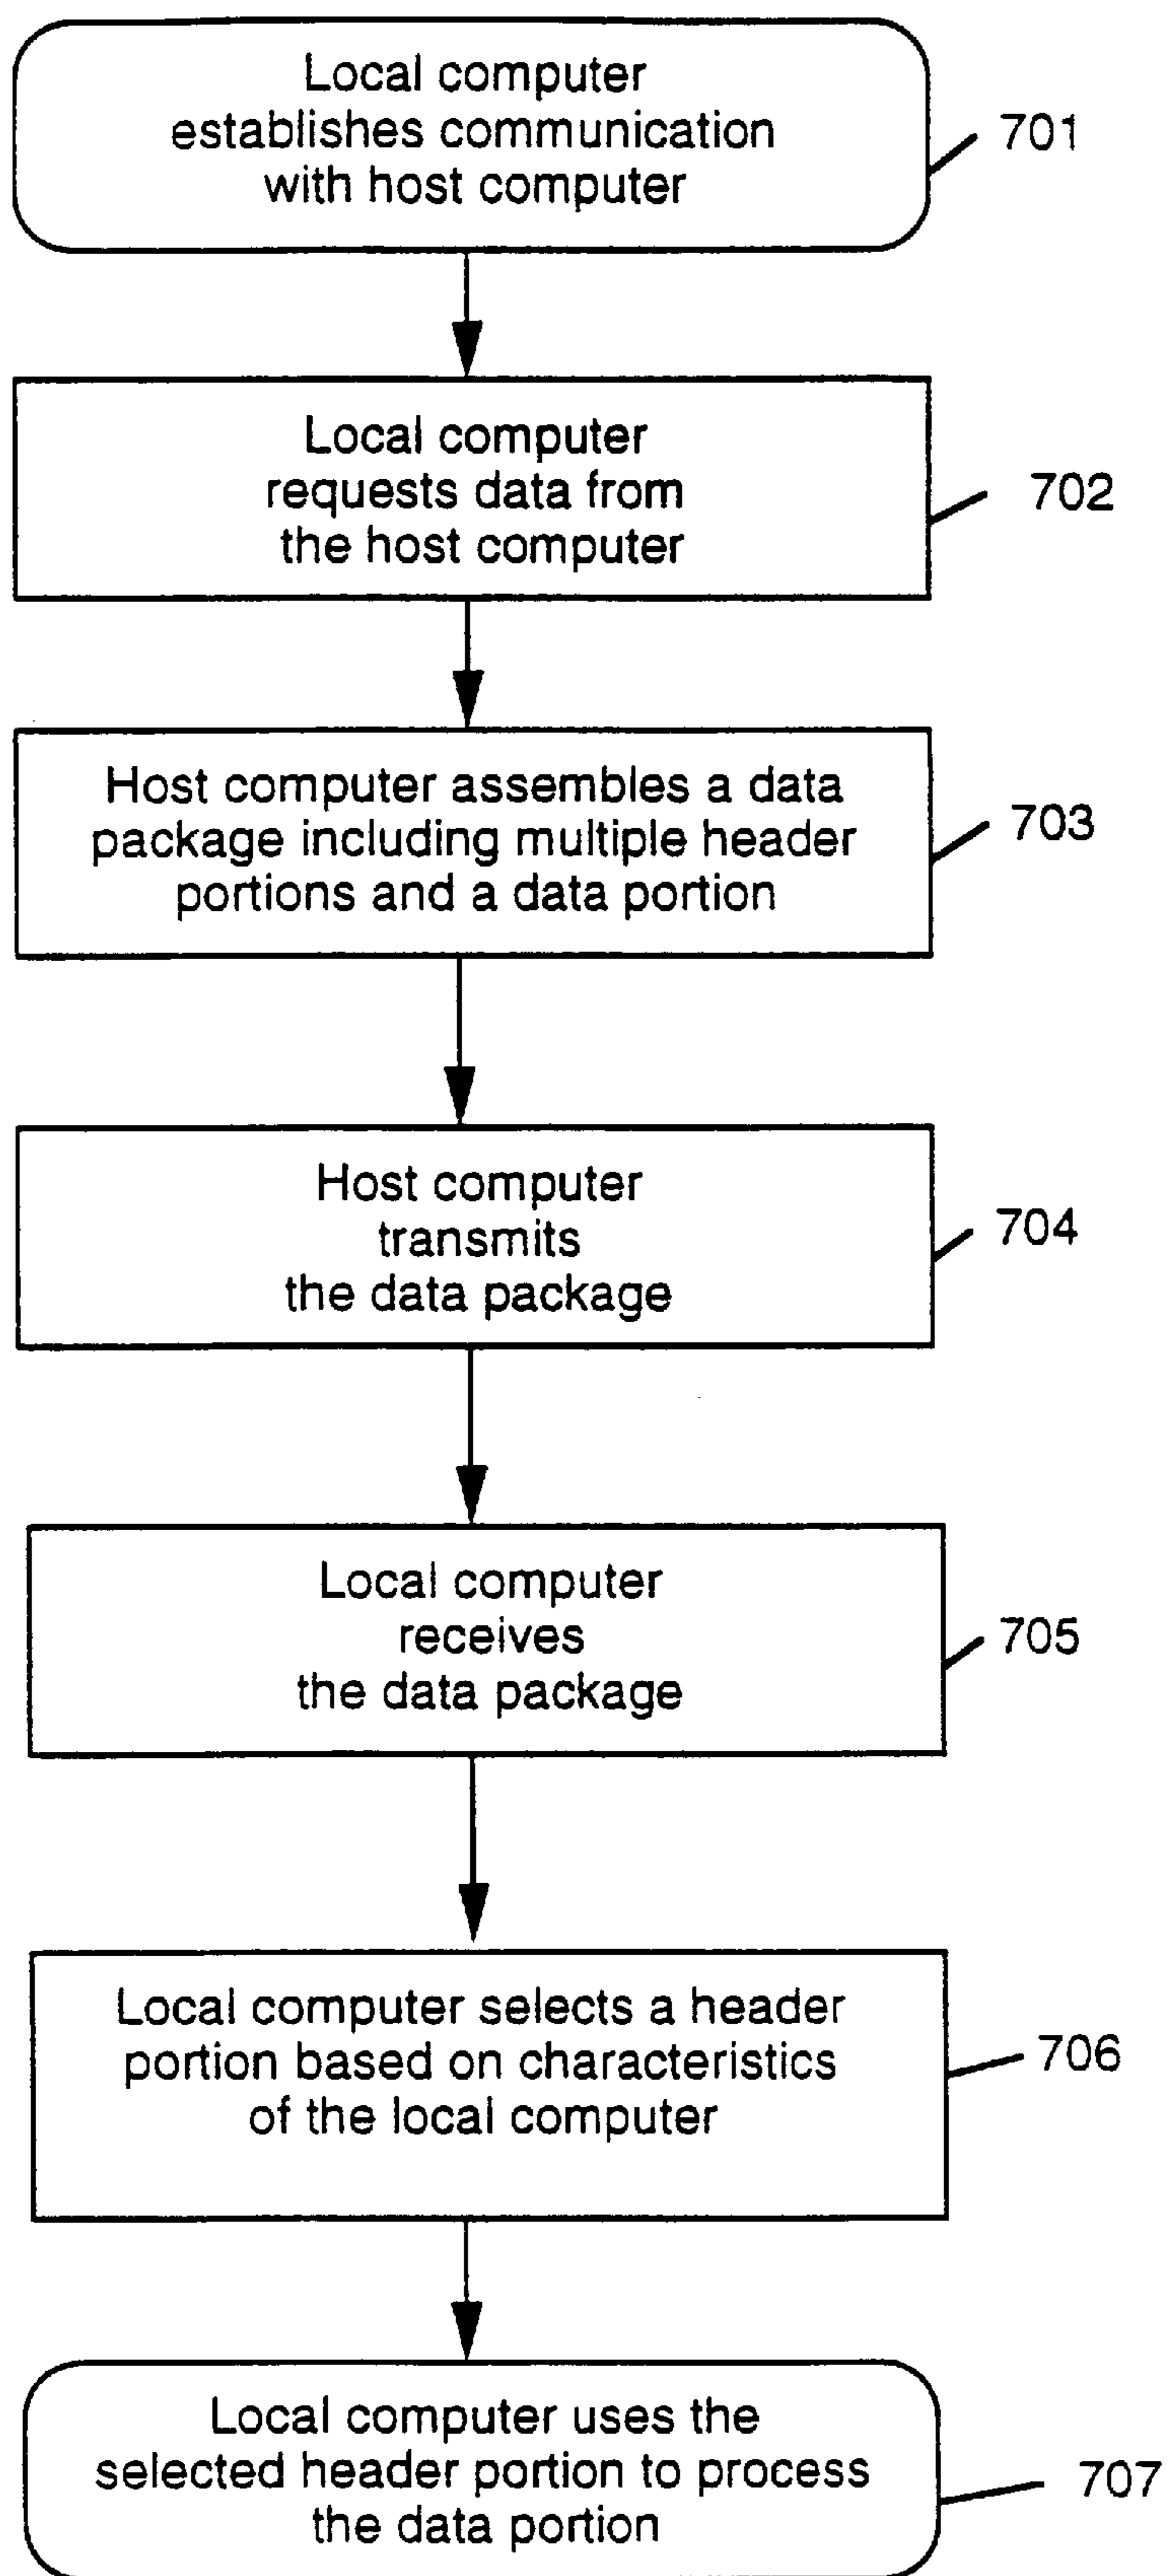 Local computer
establishes communication
with host computer
701
Local computer
requests data from
the host computer
702
Host computer assembles a data
package including multiple header
portions and a data portion
703
Host computer
transmits
the data package
704
Local computer
receives
the data package
705
Local computer selects a header
portion based on characteristics
of the local computer
706
Local computer uses the
selected header portion to process
the data portion
707